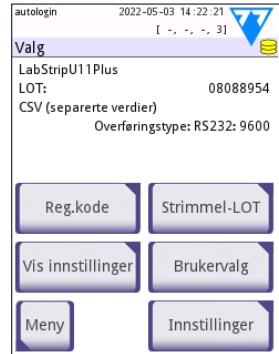 autologin 2022-05-03 14:22:21
[ -, -, -, 3]
Valg
LabStripU11Plus
LOT: 08088954
CSV (separerte verdier)
Overføringstype: RS232: 9600
Reg.kode Strimmel-LOT
Vis innstillinger Brukervalg
Meny Innstillinger